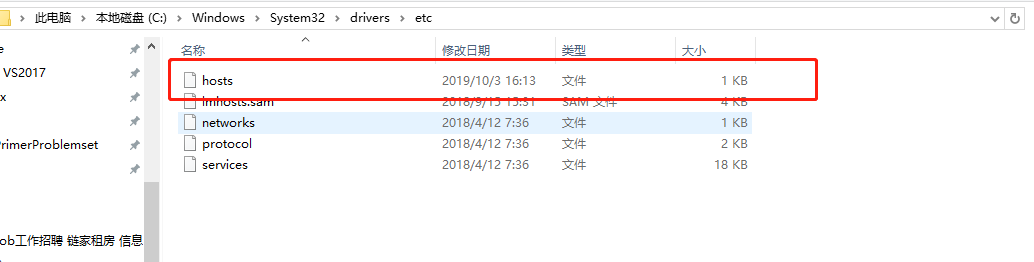 此电脑 > 本地磁盘 (C:) > Windows > System32 > drivers > etc
名称 修改日期 类型 大小
hosts 2019/10/3 16:13 文件 1 KB
lmhosts.sam 2018/9/15 15:31 SAM 文件 4 KB
networks 2018/4/12 7:36 文件 1 KB
protocol 2018/4/12 7:36 文件 2 KB
services 2018/4/12 7:36 文件 18 KB
e
VS2017
x
PrimerProblemset
ob工作招聘 链家租房 信息